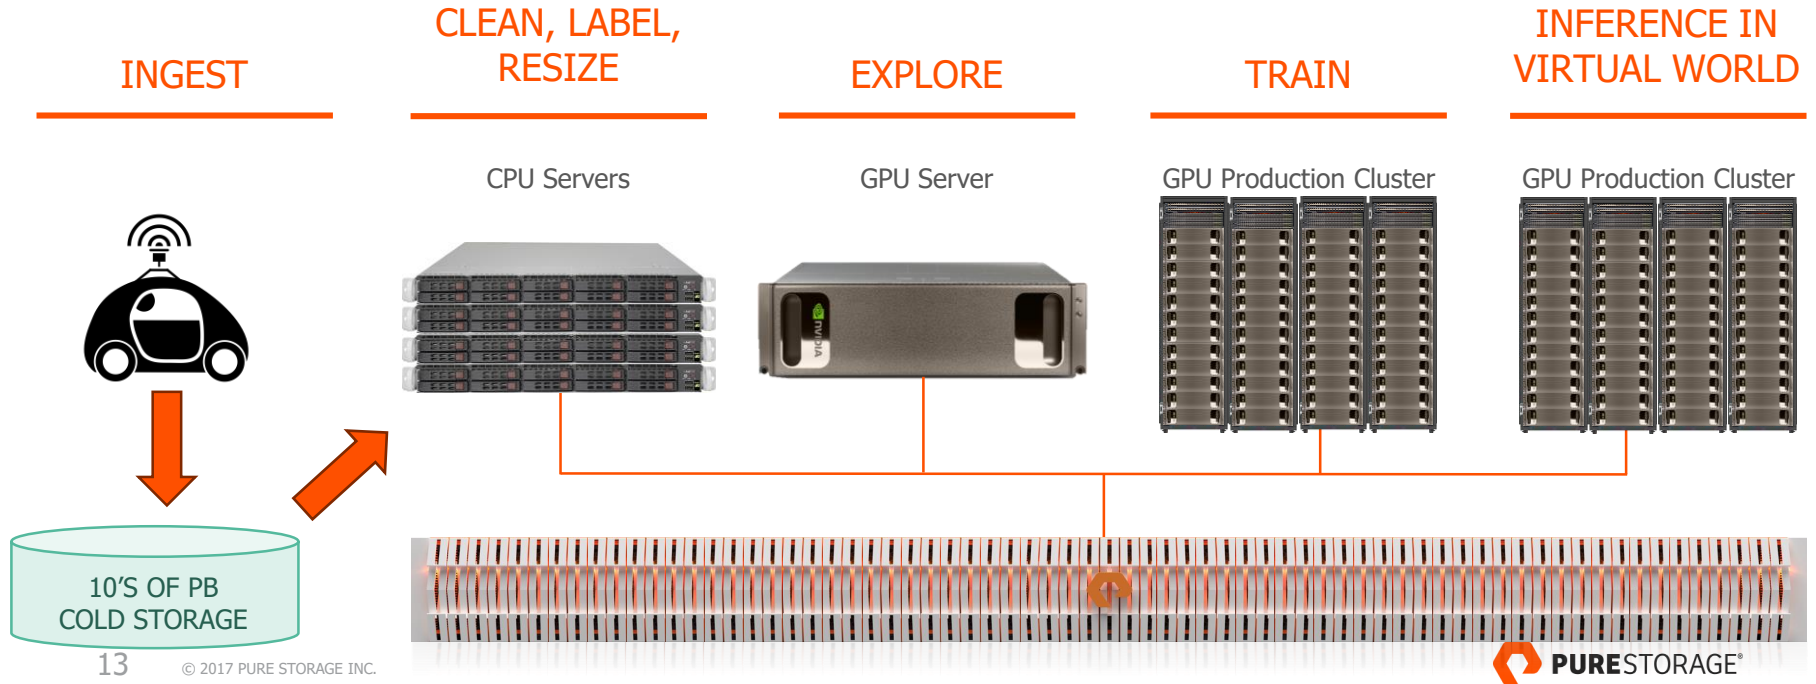 INGEST
CLEAN, LABEL,
RESIZE
EXPLORE
TRAIN
INFERENCE IN
VIRTUAL WORLD
CPU Servers
GPU Server
GPU Production Cluster
GPU Production Cluster
NVIDIA
10'S OF PB
COLD STORAGE
13
© 2017 PURE STORAGE INC.
PURESTORAGE®